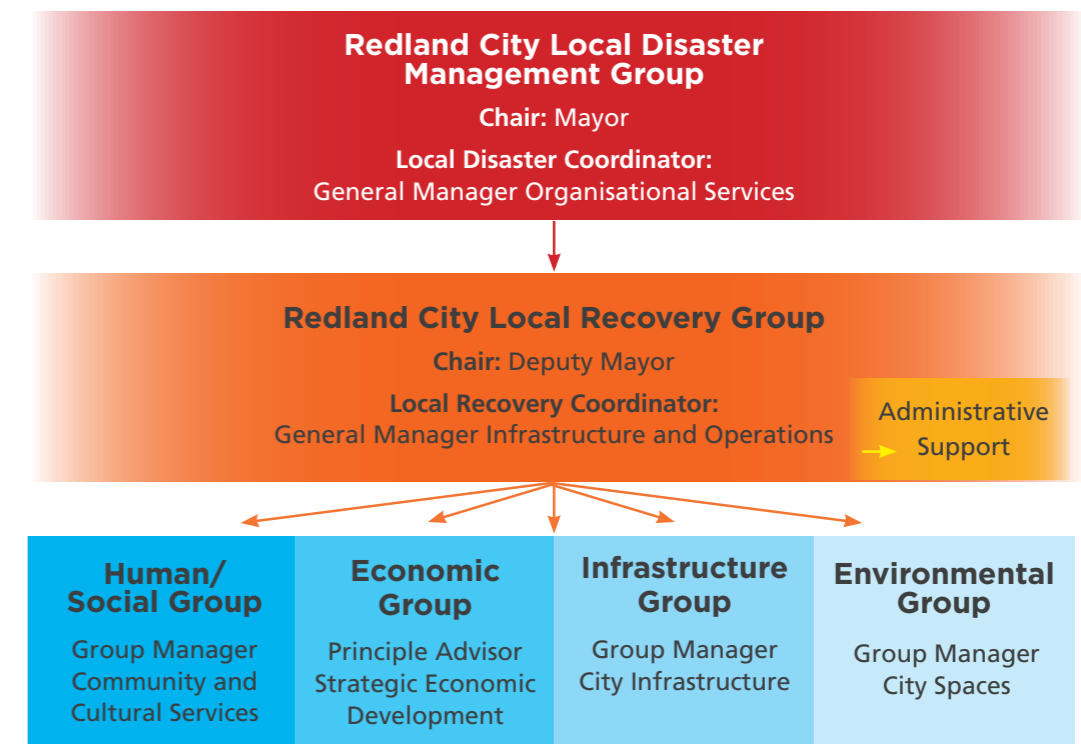 Redland City Local Disaster
Management Group
Chair: Mayor
Local Disaster Coordinator:
General Manager Organisational Services
Redland City Local Recovery Group
Chair: Deputy Mayor
Local Recovery Coordinator:
General Manager Infrastructure and Operations
Administrative
Support
Human/
Social Group
Group Manager
Community and
Cultural Services
Economic
Group
Principle Advisor
Strategic Economic
Development
Infrastructure
Group
Group Manager
City Infrastructure
Environmental
Group
Group Manager
City Spaces